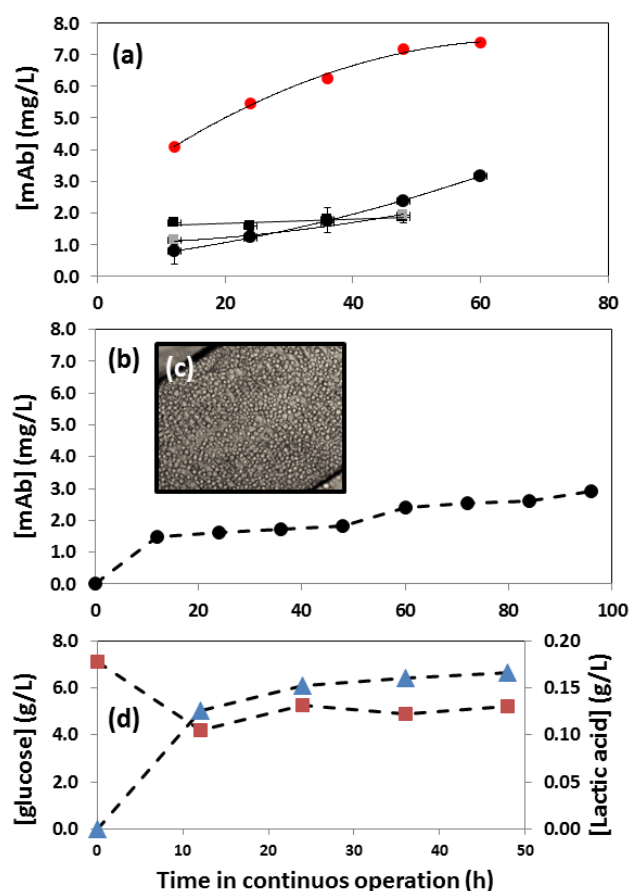 (a)
[mAb] (mg/L)
8.0
7.0
6.0
5.0
4.0
3.0
2.0
1.0
0.0
0 20 40 60 80
(b)
(c)
[mAb] (mg/L)
8.0
7.0
6.0
5.0
4.0
3.0
2.0
1.0
0.0
0 20 40 60 80 100
(d)
[glucose] (g/L)
8.0
6.0
4.0
2.0
0.0
[Lactic acid] (g/L)
0.20
0.15
0.10
0.05
0.00
0 10 20 30 40 50
Time in continuos operation (h)